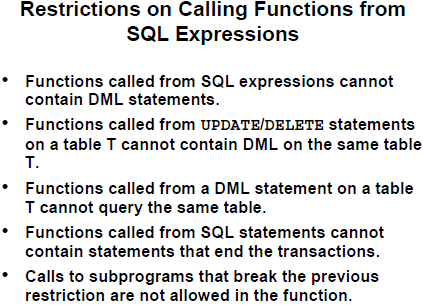 Restrictions on Calling Functions from
SQL Expressions
• Functions called from SQL expressions cannot
contain DML statements.
• Functions called from UPDATE/DELETE statements
on a table T cannot contain DML on the same table
T.
• Functions called from a DML statement on a table
T cannot query the same table.
• Functions called from SQL statements cannot
contain statements that end the transactions.
• Calls to subprograms that break the previous
restriction are not allowed in the function.